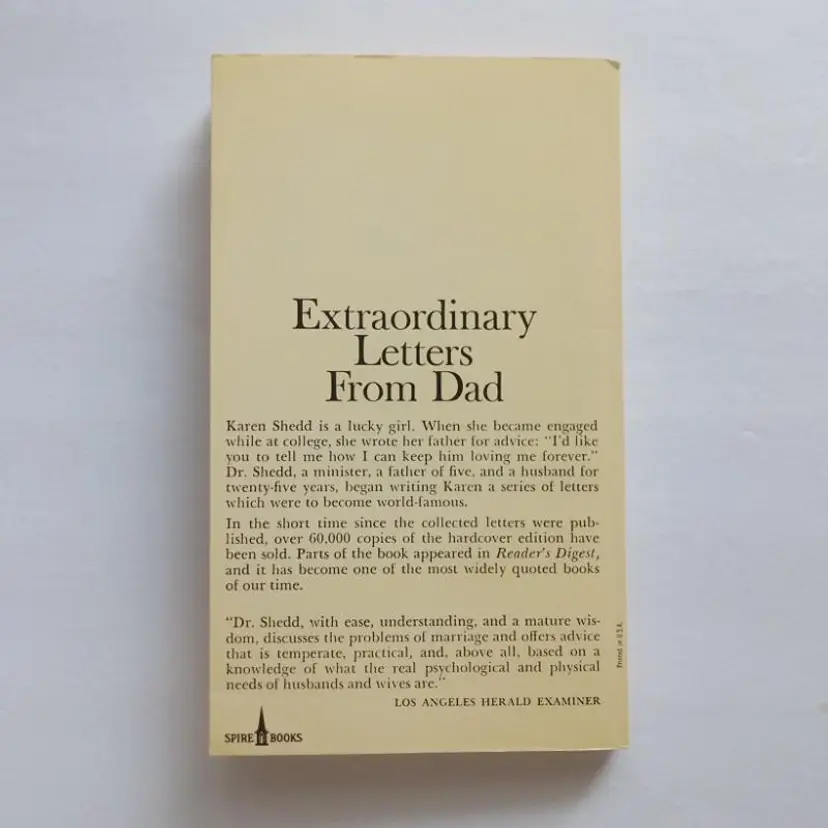 Extraordinary
Letters
From Dad
Karen Shedd is a lucky girl. When she became engaged
while at college, she wrote her father for advice: "I'd like
you to tell me how I can keep him loving me forever."
Dr. Shedd, a minister, a father of five, and a husband for
twenty-five years, began writing Karen a series of letters
which were to become world-famous.
In the short time since the collected letters were pub-
lished, over 60,000 copies of the hardcover edition have
been sold. Parts of the book appeared in Reader's Digest,
and it has become one of the most widely quoted books
of our time.
"Dr. Shedd, with ease, understanding, and a mature wis-
dom, discusses the problems of marriage and offers advice
that is temperate, practical, and, above all, based on a
knowledge of what the real psychological and physical
needs of husbands and wives are."
LOS ANGELES HERALD EXAMINER
Printed in U.S.A.
SPIRE BOOKS